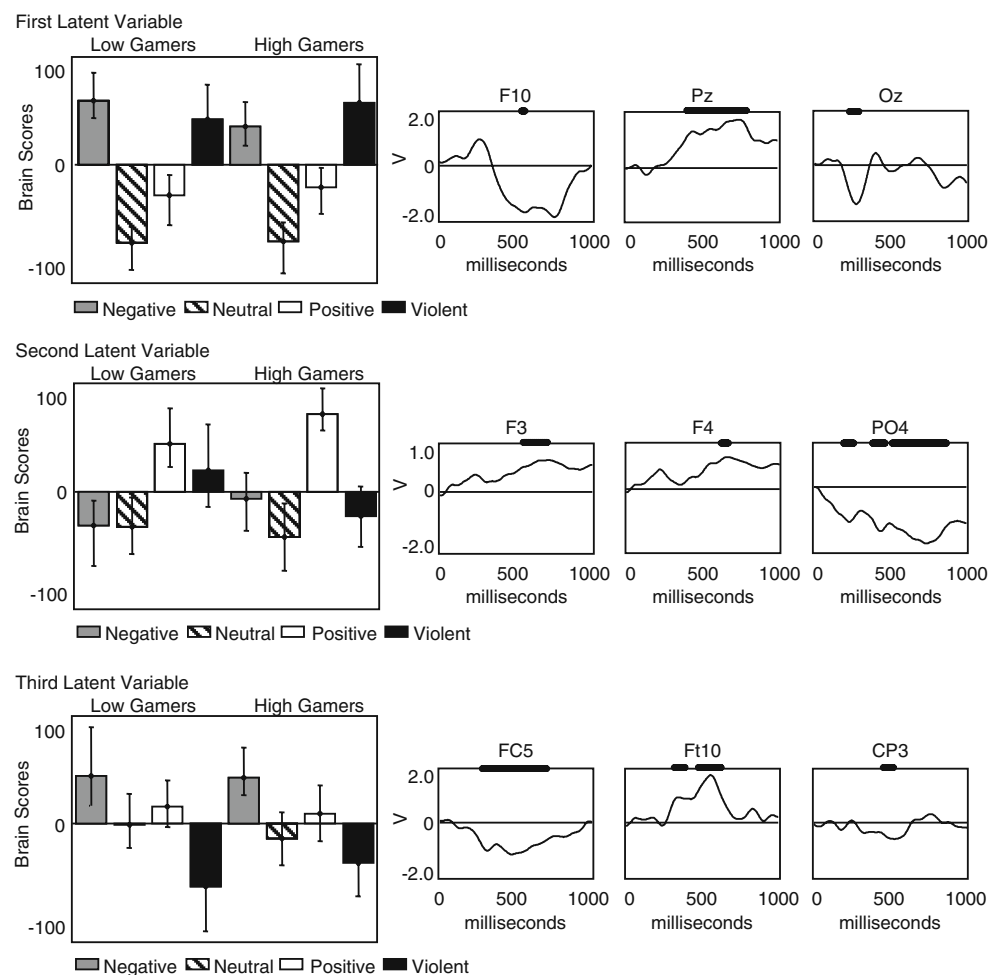 First Latent Variable
Low Gamers High Gamers
100
0
-100
Brain Scores
F10 Pz Oz
2.0
0
-2.0
V
0 500 1000 0 500 1000 0 500 1000
milliseconds milliseconds milliseconds
Negative Neutral Positive Violent
Second Latent Variable
Low Gamers High Gamers
100
0
-100
Brain Scores
F3 F4 PO4
1.0
0
-2.0
V
0 500 1000 0 500 1000 0 500 1000
milliseconds milliseconds milliseconds
Negative Neutral Positive Violent
Third Latent Variable
Low Gamers High Gamers
100
0
-100
Brain Scores
FC5 Ft10 CP3
2.0
0
-2.0
V
0 500 1000 0 500 1000 0 500 1000
milliseconds milliseconds milliseconds
Negative Neutral Positive Violent